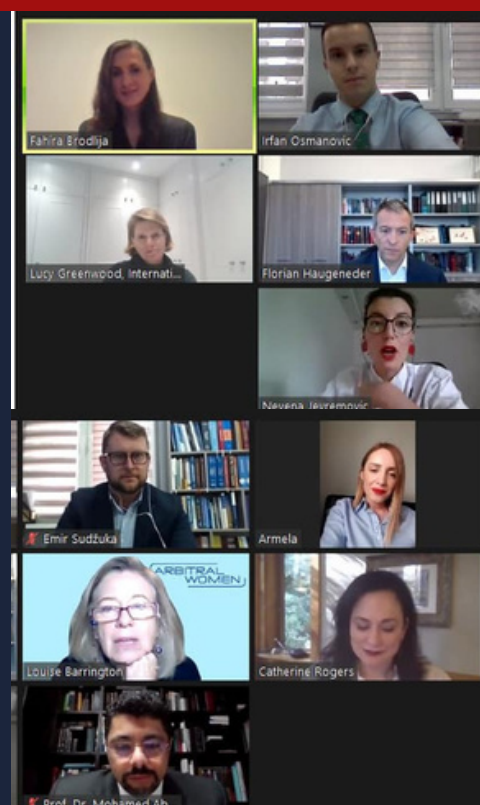 Fahira Brodlija
Irfan Osmanovic
Lucy Greenwood, Internati...
Florian Haugeneder
Nevena Jevremovic
Emir Sudžuka
Armela
ARBITRAL
WOMEN
Louise Barrington
Catherine Rogers
Prof. Dr. Mohamed Ab